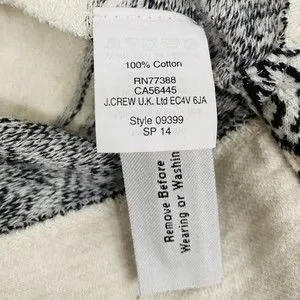 100% Cotton
RN77388
CA56445
J.CREW U.K. Ltd EC4V 6JA
Style 09399
SP 14
Remove Before
Wearing or Washin